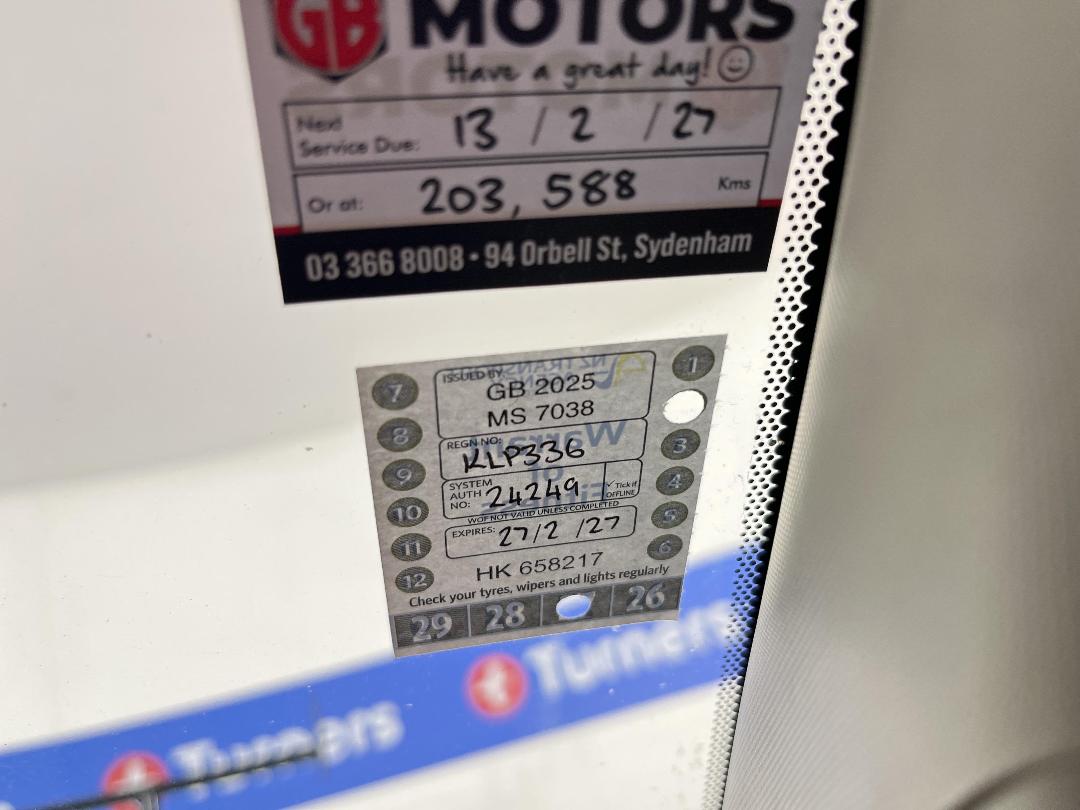 GB MOTORS
Have a great day!
Next
Service Due: 13 / 2 / 27
Or at: 203, 588 Kms
03 366 8008 • 94 Orbell St, Sydenham
7 ISSUED BY GB 2025 1
MS 7038
8 REGN NO: KLP336 3
9 SYSTEM AUTH NO: 24249 ✓ Tick if OFFLINE 4
WOF NOT VALID UNLESS COMPLETED
10 EXPIRES: 27/2 /27 5
11 6
12 HK 658217
Check your tyres, wipers and lights regularly
29 28 26
Turners
Turners